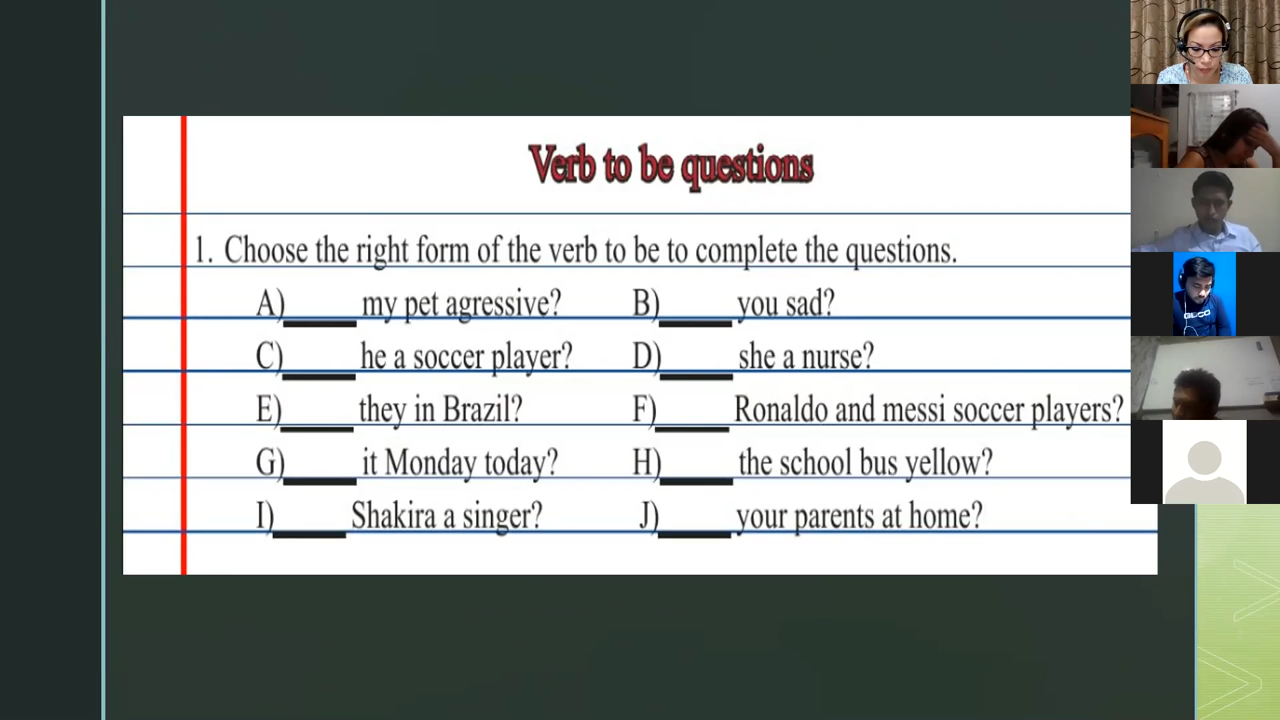 Verb to be questions
1. Choose the right form of the verb to be to complete the questions.
A)_____ my pet agressive? B)_____ you sad?
C)_____ he a soccer player? D)_____ she a nurse?
E)_____ they in Brazil? F)_____ Ronaldo and messi soccer players?
G)_____ it Monday today? H)_____ the school bus yellow?
I)_____ Shakira a singer? J)_____ your parents at home?